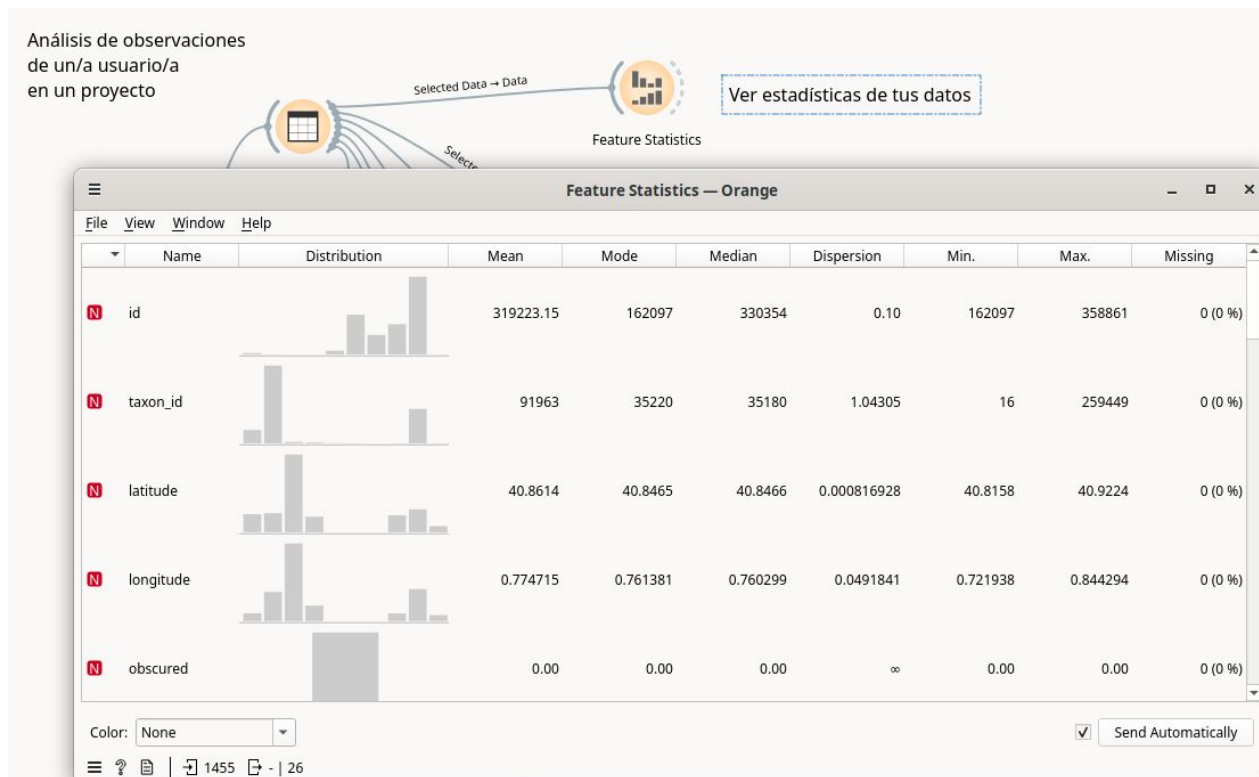 Análisis de observaciones
de un/a usuario/a
en un proyecto
Selected Data → Data
Ver estadísticas de tus datos
Feature Statistics
Feature Statistics — Orange
File View Window Help
Name Distribution Mean Mode Median Dispersion Min. Max. Missing
N id 319223.15 162097 330354 0.10 162097 358861 0 (0 %)
N taxon_id 91963 35220 35180 1.04305 16 259449 0 (0 %)
N latitude 40.8614 40.8465 40.8466 0.000816928 40.8158 40.9224 0 (0 %)
N longitude 0.774715 0.761381 0.760299 0.0491841 0.721938 0.844294 0 (0 %)
N obscured 0.00 0.00 0.00 ∞ 0.00 0.00 0 (0 %)
Color: None Send Automatically
1455 - | 26